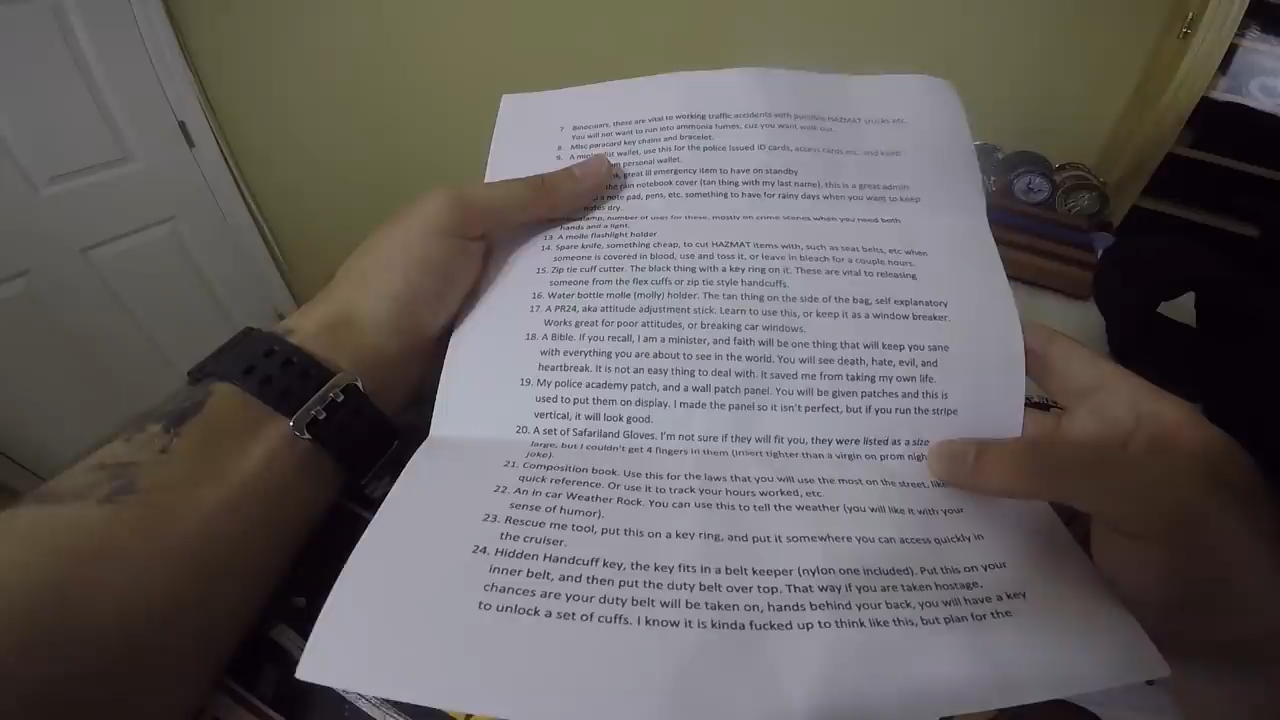 7  Binoculars, these are vital to working traffic accidents with possible HAZMAT trucks etc.
You will not want to run into ammonia fumes, cuz you want walk out.
8. Misc paracord key chains and bracelet.
9. A minimalist wallet, use this for the police issued ID cards, access cards etc. and keep
personal wallet.
great lil emergency item to have on standby
the rain notebook cover (tan thing with my last name), this is a great admin
a note pad, pens, etc. something to have for rainy days when you want to keep
notes dry.
number of uses for these, mostly on crime scenes when you need both
hands and a light.
13. A molle flashlight holder
14. Spare knife, something cheap, to cut HAZMAT items with, such as seat belts, etc when
someone is covered in blood, use and toss it, or leave in bleach for a couple hours.
15. Zip tie cuff cutter. The black thing with a key ring on it. These are vital to releasing
someone from the flex cuffs or zip tie style handcuffs.
16. Water bottle molle (molly) holder. The tan thing on the side of the bag, self explanatory
17. A PR24, aka attitude adjustment stick. Learn to use this, or keep it as a window breaker.
Works great for poor attitudes, or breaking car windows.
18. A Bible. If you recall, I am a minister, and faith will be one thing that will keep you sane
with everything you are about to see in the world. You will see death, hate, evil, and
heartbreak. It is not an easy thing to deal with. It saved me from taking my own life.
19. My police academy patch, and a wall patch panel. You will be given patches and this is
used to put them on display. I made the panel so it isn't perfect, but if you run the stripe
vertical, it will look good.
20. A set of Safariland Gloves. I'm not sure if they will fit you, they were listed as a size
large, but I couldn't get 4 fingers in them (insert tighter than a virgin on prom nigh
joke).
21. Composition book. Use this for the laws that you will use the most on the street, like
quick reference. Or use it to track your hours worked, etc.
22. An in car Weather Rock. You can use this to tell the weather (you will like it with your
sense of humor).
23. Rescue me tool, put this on a key ring, and put it somewhere you can access quickly in
the cruiser.
24. Hidden Handcuff key, the key fits in a belt keeper (nylon one included). Put this on your
inner belt, and then put the duty belt over top. That way if you are taken hostage,
chances are your duty belt will be taken on, hands behind your back, you will have a key
to unlock a set of cuffs. I know it is kinda fucked up to think like this, but plan for the